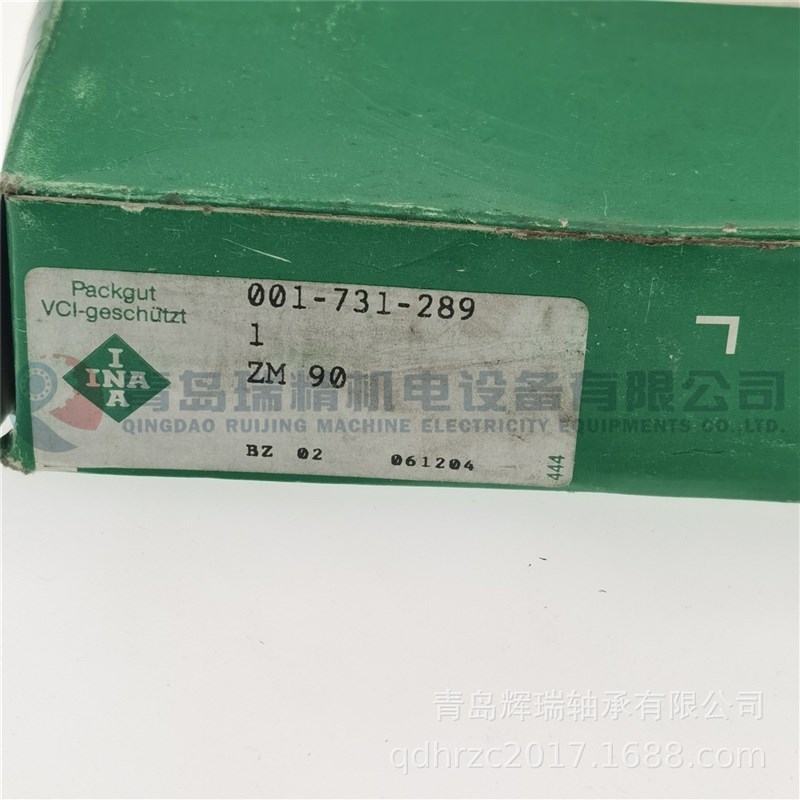 Packgut
VCI-geschützt
001-731-289
1
ZM 90
INA
INA
BZ 02 061204
444
青岛瑞精机电设备有限公司
QINGDAO RUIJING MACHINE ELECTRICITY EQUIPMENTS CO.,LTD.
青岛辉瑞轴承有限公司
qdhrzc2017.1688.com